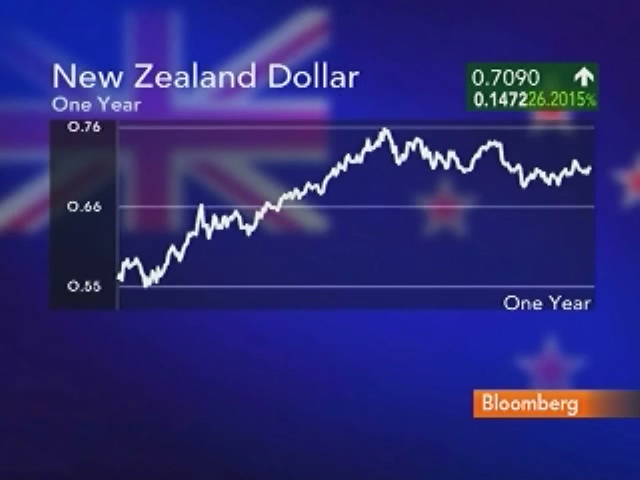 New Zealand Dollar
One Year
0.7090
0.1472 26.2015%
0.76
0.66
0.55
One Year
Bloomberg